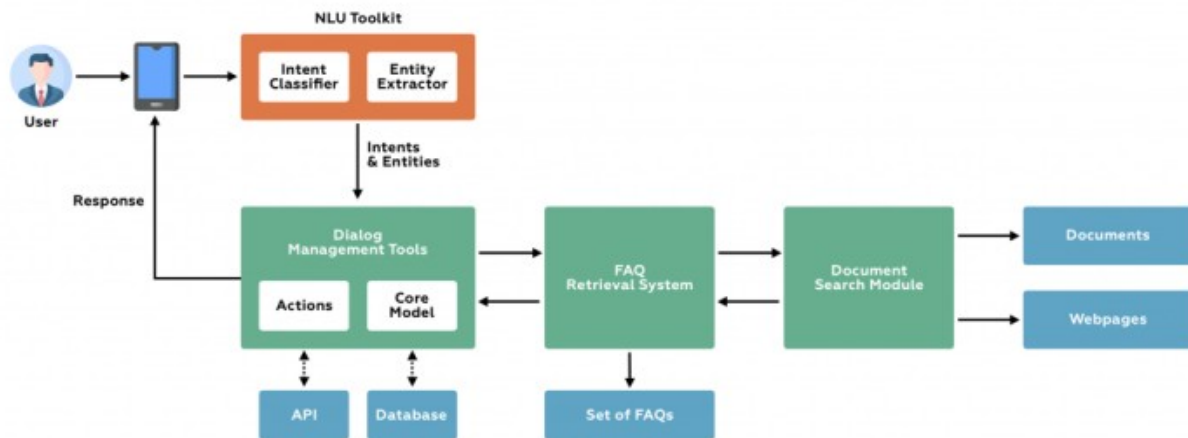 NLU Toolkit
Intent
Classifier
Entity
Extractor
User
Intents
& Entities
Response
Dialog
Management Tools
Actions
Core
Model
FAQ
Retrieval System
Document
Search Module
Documents
Webpages
API
Database
Set of FAQs